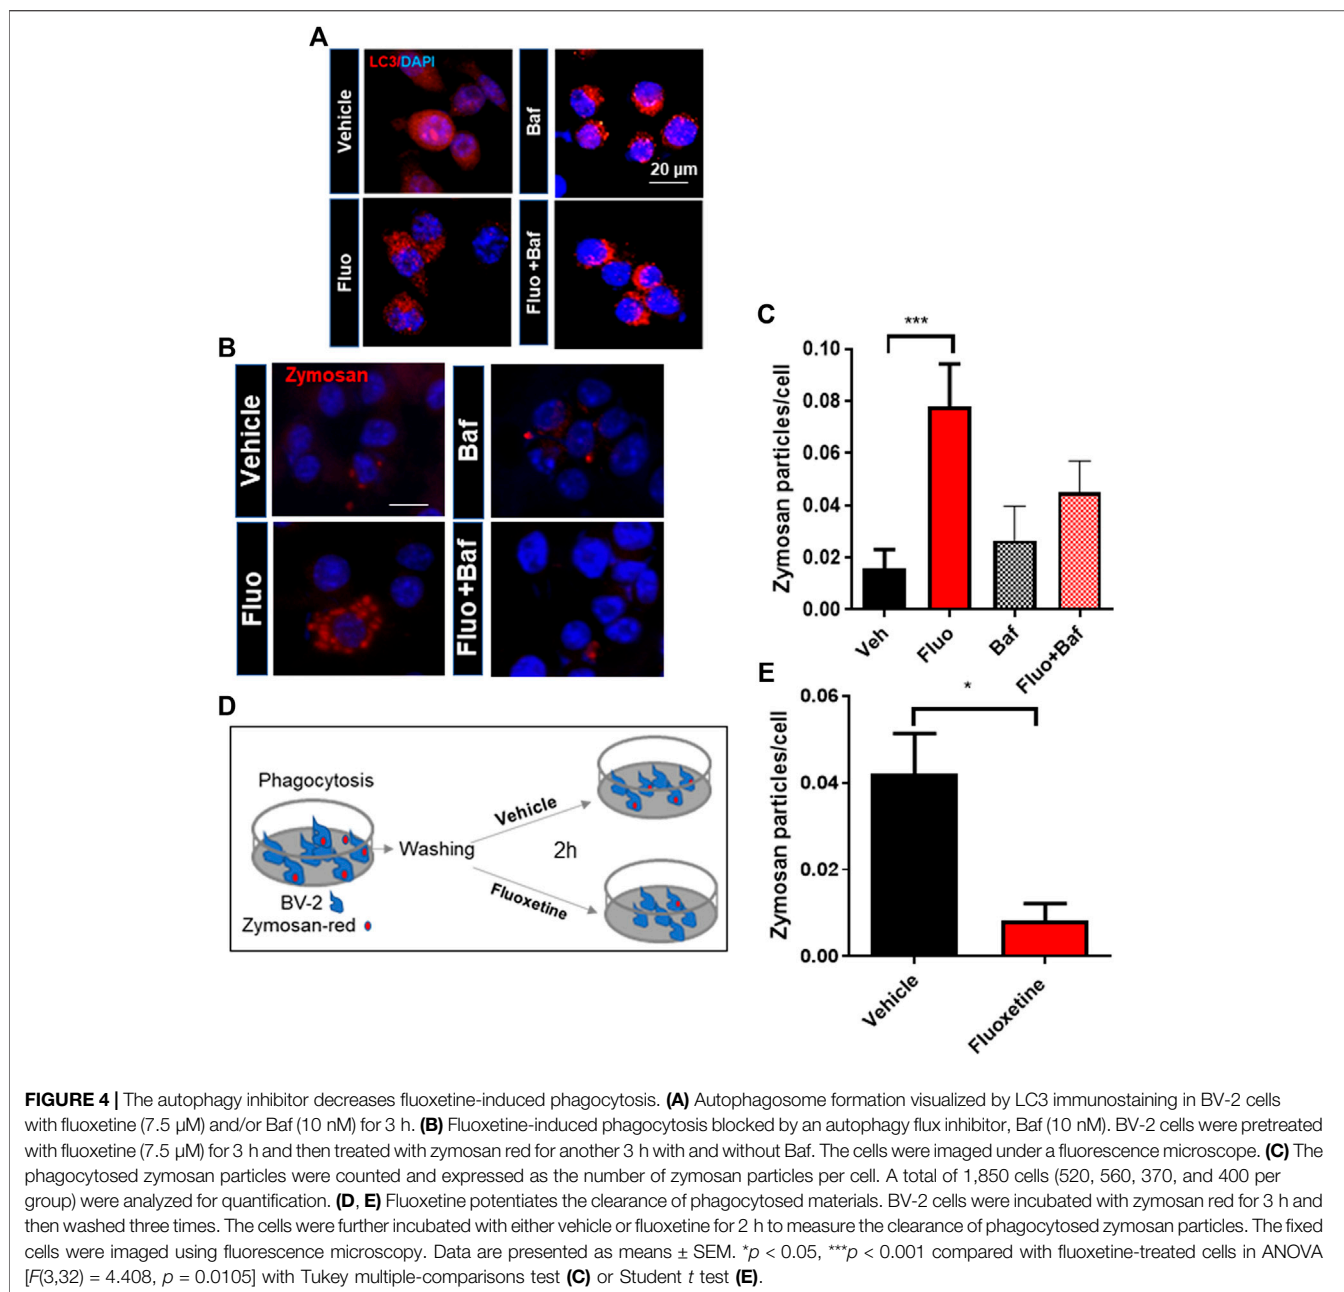 A
Vehicle
LC3/DAPI
Baf
20 µm
Fluo
Fluo +Baf
B
Vehicle
Zymosan
Baf
Fluo
Fluo+Baf
C
***
Zymosan particles/cell
0.10
0.08
0.06
0.04
0.02
0.00
Veh
Fluo
Baf
Fluo+Baf
D
Phagocytosis
BV-2
Zymosan-red
Washing
Vehicle
2h
Fluoxetine
E
*
Zymosan particles/cell
0.06
0.04
0.02
0.00
Vehicle
Fluoxetine
FIGURE 4 | The autophagy inhibitor decreases fluoxetine-induced phagocytosis. (A) Autophagosome formation visualized by LC3 immunostaining in BV-2 cells
with fluoxetine (7.5 µM) and/or Baf (10 nM) for 3 h. (B) Fluoxetine-induced phagocytosis blocked by an autophagy flux inhibitor, Baf (10 nM). BV-2 cells were pretreated
with fluoxetine (7.5 µM) for 3 h and then treated with zymosan red for another 3 h with and without Baf. The cells were imaged under a fluorescence microscope. (C) The
phagocytosed zymosan particles were counted and expressed as the number of zymosan particles per cell. A total of 1,850 cells (520, 560, 370, and 400 per
group) were analyzed for quantification. (D, E) Fluoxetine potentiates the clearance of phagocytosed materials. BV-2 cells were incubated with zymosan red for 3 h and
then washed three times. The cells were further incubated with either vehicle or fluoxetine for 2 h to measure the clearance of phagocytosed zymosan particles. The fixed
cells were imaged using fluorescence microscopy. Data are presented as means ± SEM. *p < 0.05, ***p < 0.001 compared with fluoxetine-treated cells in ANOVA
[F(3,32) = 4.408, p = 0.0105] with Tukey multiple-comparisons test (C) or Student t test (E).